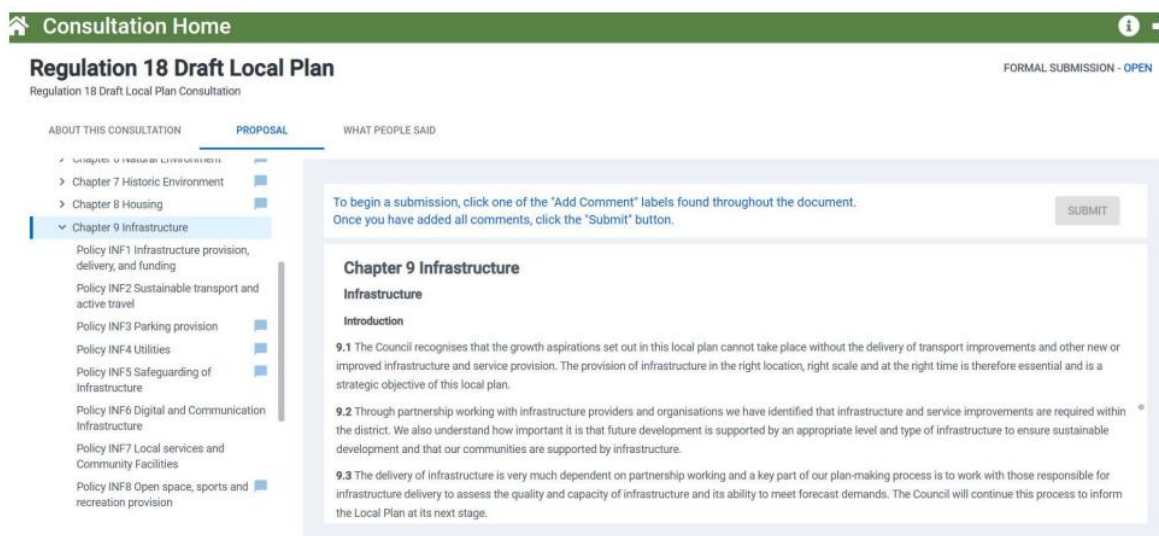 Consultation Home
Regulation 18 Draft Local Plan
FORMAL SUBMISSION - OPEN
Regulation 18 Draft Local Plan Consultation
ABOUT THIS CONSULTATION
PROPOSAL
WHAT PEOPLE SAID
Chapter 6 Natural Environment
Chapter 7 Historic Environment
Chapter 8 Housing
Chapter 9 Infrastructure
Policy INF1 Infrastructure provision,
delivery, and funding
Policy INF2 Sustainable transport and
active travel
Policy INF3 Parking provision
Policy INF4 Utilities
Policy INF5 Safeguarding of
Infrastructure
Policy INF6 Digital and Communication
Infrastructure
Policy INF7 Local services and
Community Facilities
Policy INF8 Open space, sports and
recreation provision
To begin a submission, click one of the "Add Comment" labels found throughout the document.
Once you have added all comments, click the "Submit" button.
SUBMIT
Chapter 9 Infrastructure
Infrastructure
Introduction
9.1 The Council recognises that the growth aspirations set out in this local plan cannot take place without the delivery of transport improvements and other new or
improved infrastructure and service provision. The provision of infrastructure in the right location, right scale and at the right time is therefore essential and is a
strategic objective of this local plan.
9.2 Through partnership working with infrastructure providers and organisations we have identified that infrastructure and service improvements are required within
the district. We also understand how important it is that future development is supported by an appropriate level and type of infrastructure to ensure sustainable
development and that our communities are supported by infrastructure.
9.3 The delivery of infrastructure is very much dependent on partnership working and a key part of our plan-making process is to work with those responsible for
infrastructure delivery to assess the quality and capacity of infrastructure and its ability to meet forecast demands. The Council will continue this process to inform
the Local Plan at its next stage.